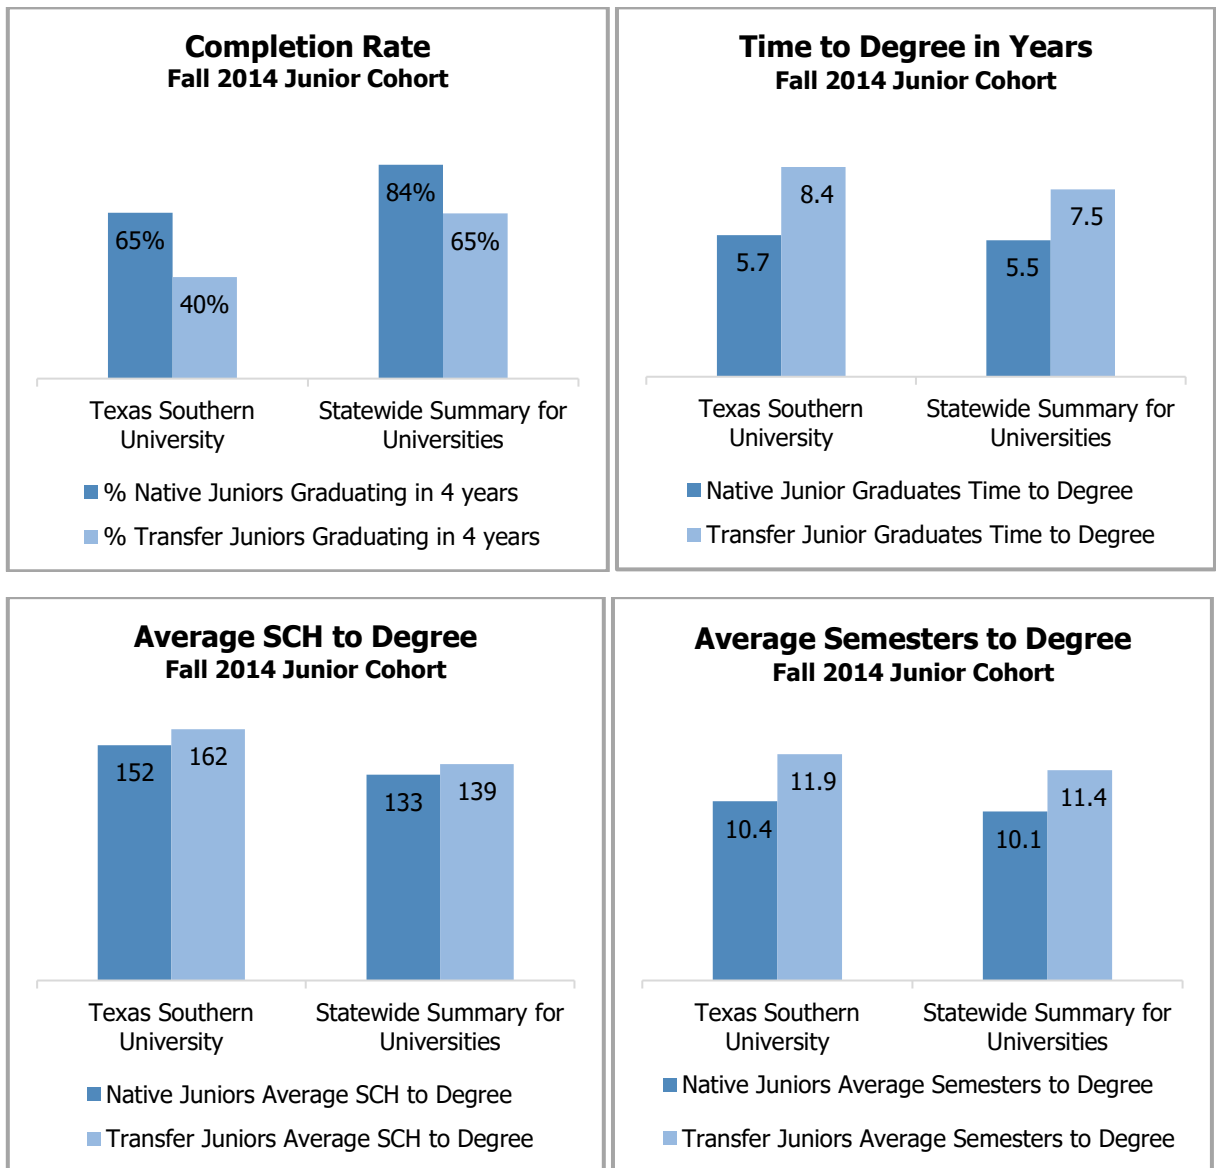 Completion Rate
Fall 2014 Junior Cohort
84%
65%
65%
40%
Texas Southern
University
Statewide Summary for
Universities
% Native Juniors Graduating in 4 years
% Transfer Juniors Graduating in 4 years
Time to Degree in Years
Fall 2014 Junior Cohort
8.4
7.5
5.7
5.5
Texas Southern
University
Statewide Summary for
Universities
Native Junior Graduates Time to Degree
Transfer Junior Graduates Time to Degree
Average SCH to Degree
Fall 2014 Junior Cohort
152
162
133
139
Texas Southern
University
Statewide Summary for
Universities
Native Juniors Average SCH to Degree
Transfer Juniors Average SCH to Degree
Average Semesters to Degree
Fall 2014 Junior Cohort
11.9
11.4
10.4
10.1
Texas Southern
University
Statewide Summary for
Universities
Native Juniors Average Semesters to Degree
Transfer Juniors Average Semesters to Degree